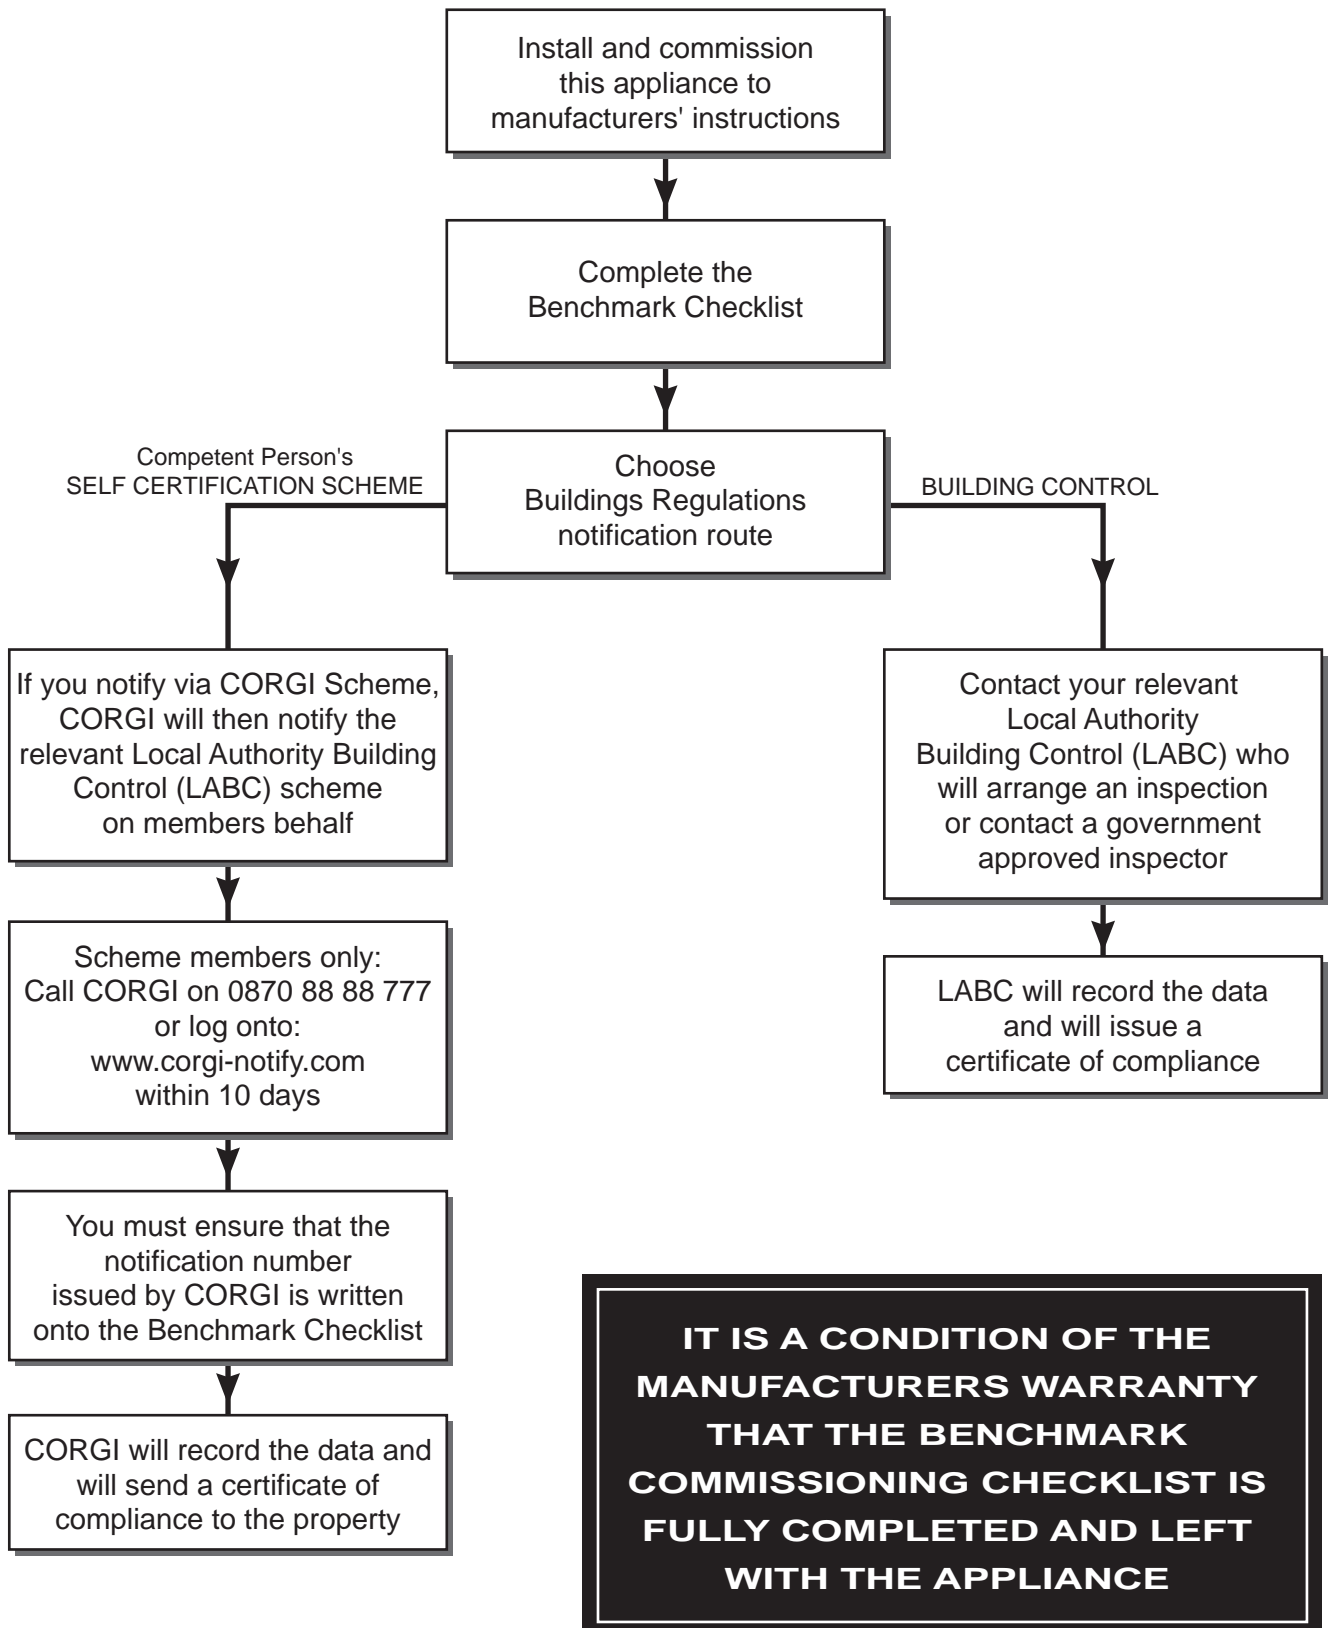 Install and commission
this appliance to
manufacturers' instructions
Complete the
Benchmark Checklist
Choose
Buildings Regulations
notification route
Competent Person's
SELF CERTIFICATION SCHEME
BUILDING CONTROL
If you notify via CORGI Scheme,
CORGI will then notify the
relevant Local Authority Building
Control (LABC) scheme
on members behalf
Scheme members only:
Call CORGI on 0870 88 88 777
or log onto:
www.corgi-notify.com
within 10 days
You must ensure that the
notification number
issued by CORGI is written
onto the Benchmark Checklist
CORGI will record the data and
will send a certificate of
compliance to the property
Contact your relevant
Local Authority
Building Control (LABC) who
will arrange an inspection
or contact a government
approved inspector
LABC will record the data
and will issue a
certificate of compliance
IT IS A CONDITION OF THE
MANUFACTURERS WARRANTY
THAT THE BENCHMARK
COMMISSIONING CHECKLIST IS
FULLY COMPLETED AND LEFT
WITH THE APPLIANCE